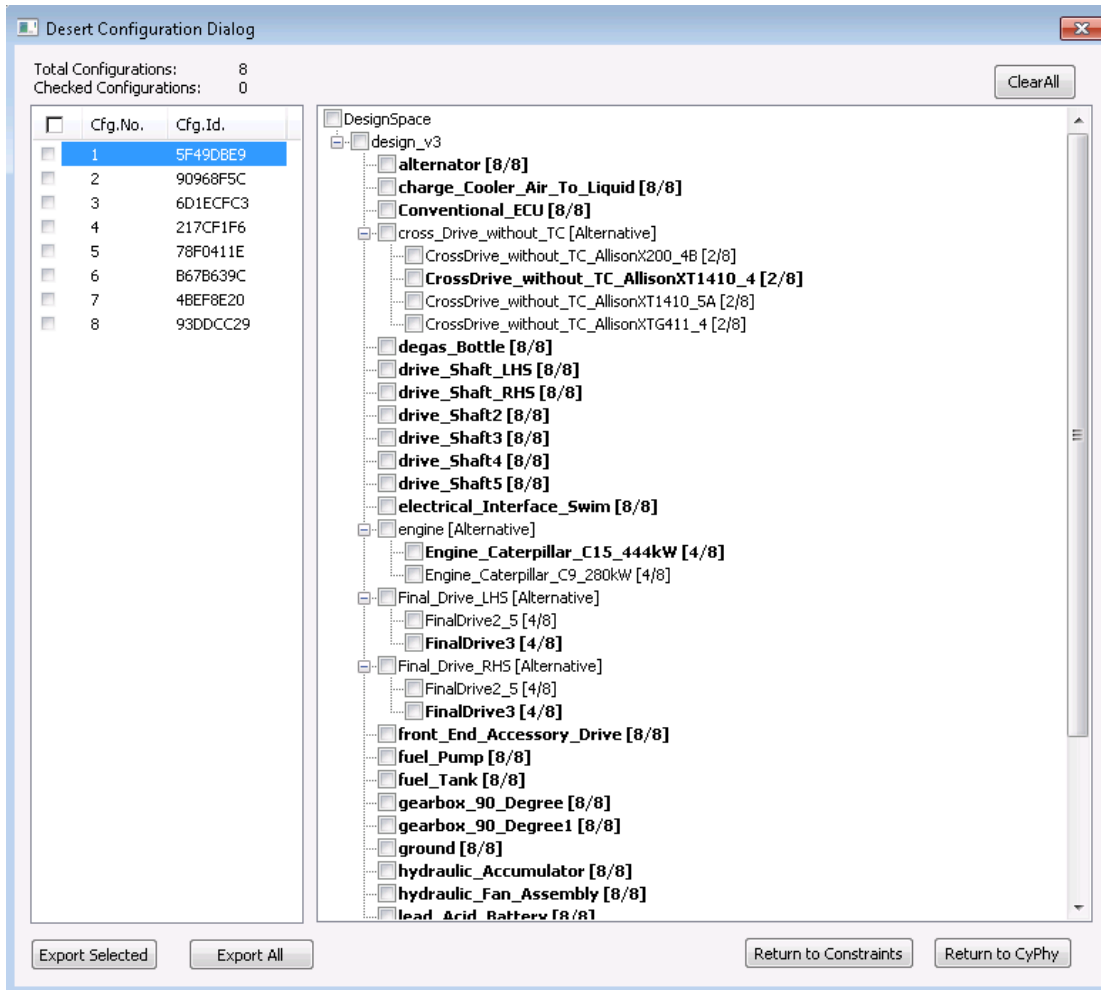 Desert Configuration Dialog
Total Configurations: 8
Checked Configurations: 0
ClearAll
Cfg.No. Cfg.Id.
1 5F49DBE9
2 90968F5C
3 6D1ECFC3
4 217CF1F6
5 78F0411E
6 B67B639C
7 4BEF8E20
8 93DDCC29
DesignSpace
design_v3
alternator [8/8]
charge_Cooler_Air_To_Liquid [8/8]
Conventional_ECU [8/8]
cross_Drive_without_TC [Alternative]
CrossDrive_without_TC_AllisonX200_4B [2/8]
CrossDrive_without_TC_AllisonXT1410_4 [2/8]
CrossDrive_without_TC_AllisonXT1410_5A [2/8]
CrossDrive_without_TC_AllisonXTG411_4 [2/8]
degas_Bottle [8/8]
drive_Shaft_LHS [8/8]
drive_Shaft_RHS [8/8]
drive_Shaft2 [8/8]
drive_Shaft3 [8/8]
drive_Shaft4 [8/8]
drive_Shaft5 [8/8]
electrical_Interface_Swim [8/8]
engine [Alternative]
Engine_Caterpillar_C15_444kW [4/8]
Engine_Caterpillar_C9_280kW [4/8]
Final_Drive_LHS [Alternative]
FinalDrive2_5 [4/8]
FinalDrive3 [4/8]
Final_Drive_RHS [Alternative]
FinalDrive2_5 [4/8]
FinalDrive3 [4/8]
front_End_Accessory_Drive [8/8]
fuel_Pump [8/8]
fuel_Tank [8/8]
gearbox_90_Degree [8/8]
gearbox_90_Degree1 [8/8]
ground [8/8]
hydraulic_Accumulator [8/8]
hydraulic_Fan_Assembly [8/8]
lead_Acid_Battery [8/8]
Export Selected
Export All
Return to Constraints
Return to CyPhy